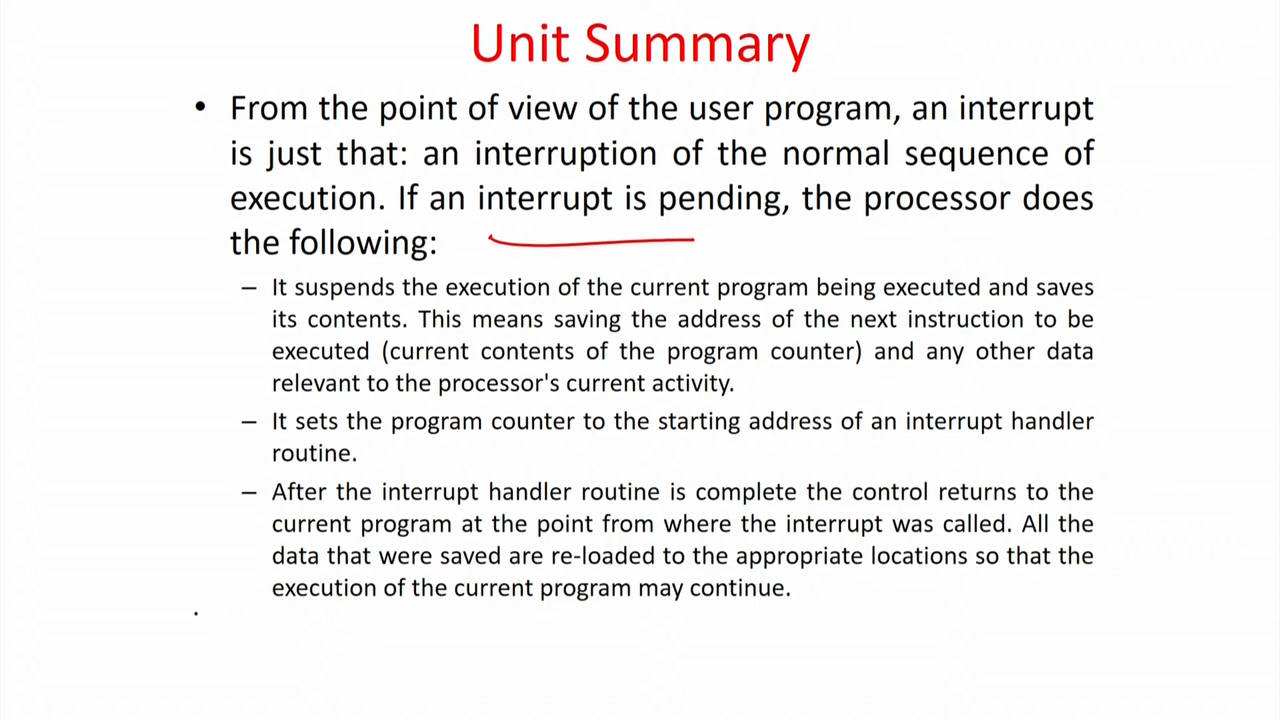 Unit Summary
• From the point of view of the user program, an interrupt
is just that: an interruption of the normal sequence of
execution. If an interrupt is pending, the processor does
the following:
– It suspends the execution of the current program being executed and saves
its contents. This means saving the address of the next instruction to be
executed (current contents of the program counter) and any other data
relevant to the processor's current activity.
– It sets the program counter to the starting address of an interrupt handler
routine.
– After the interrupt handler routine is complete the control returns to the
current program at the point from where the interrupt was called. All the
data that were saved are re-loaded to the appropriate locations so that the
execution of the current program may continue.
.